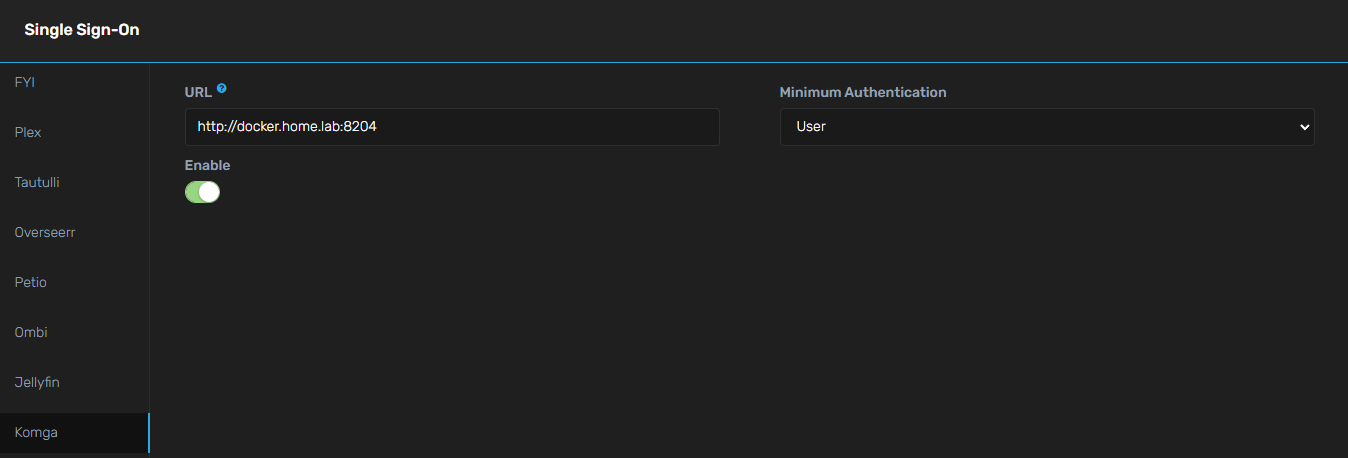 Single Sign-On
FYI
Plex
Tautulli
Overseerr
Petio
Ombi
Jellyfin
Komga
URL ?
http://docker.home.lab:8204
Enable
Minimum Authentication
User